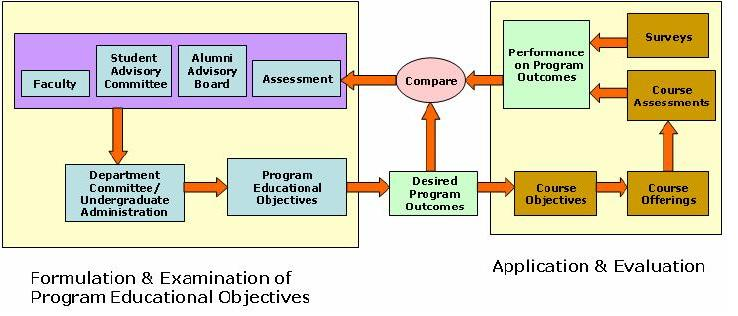 Faculty
Student
Advisory
Committee
Alumni
Advisory
Board
Assessment
Compare
Performance
on Program
Outcomes
Surveys
Course
Assessments
Department
Committee/
Undergraduate
Administration
Program
Educational
Objectives
Desired
Program
Outcomes
Course
Objectives
Course
Offerings
Formulation & Examination of
Program Educational Objectives
Application & Evaluation